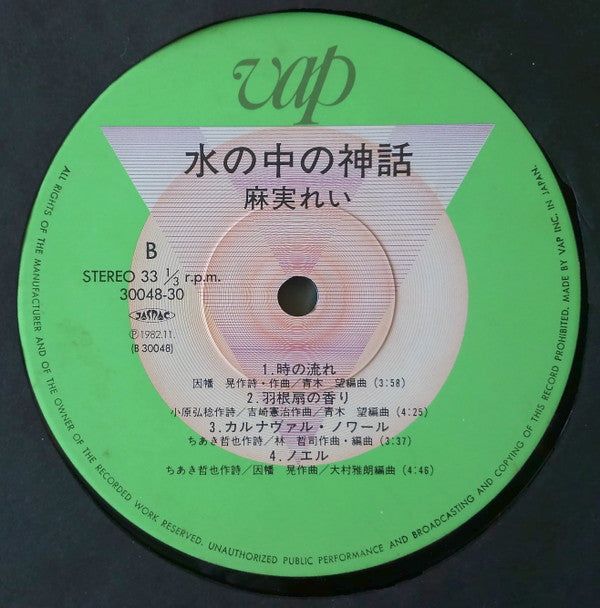 vap
水の中の神話
麻実れい
B
STEREO 33 1/3 r.p.m.
30048-30
JASRAC
Ⓟ1982.11.
(B 30048)
1.時の流れ
因幡 晃作詩・作曲／青木 望編曲 (3:58)
2.羽根扇の香り
小原弘稔作詩／吉崎憲治作曲／青木 望編曲 (4:25)
3.カルナヴァル・ノワール
ちあき哲也作詩／林 哲司作曲・編曲 (3:37)
4.ノエル
ちあき哲也作詩／因幡 晃作曲／大村雅朗編曲 (4:46)
ALL RIGHTS OF THE MANUFACTURER AND OF THE OWNER OF THE RECORDED WORK RESERVED. UNAUTHORIZED PUBLIC PERFORMANCE AND BROADCASTING AND COPYING OF THIS RECORD PROHIBITED. MADE BY VAP INC. IN JAPAN.